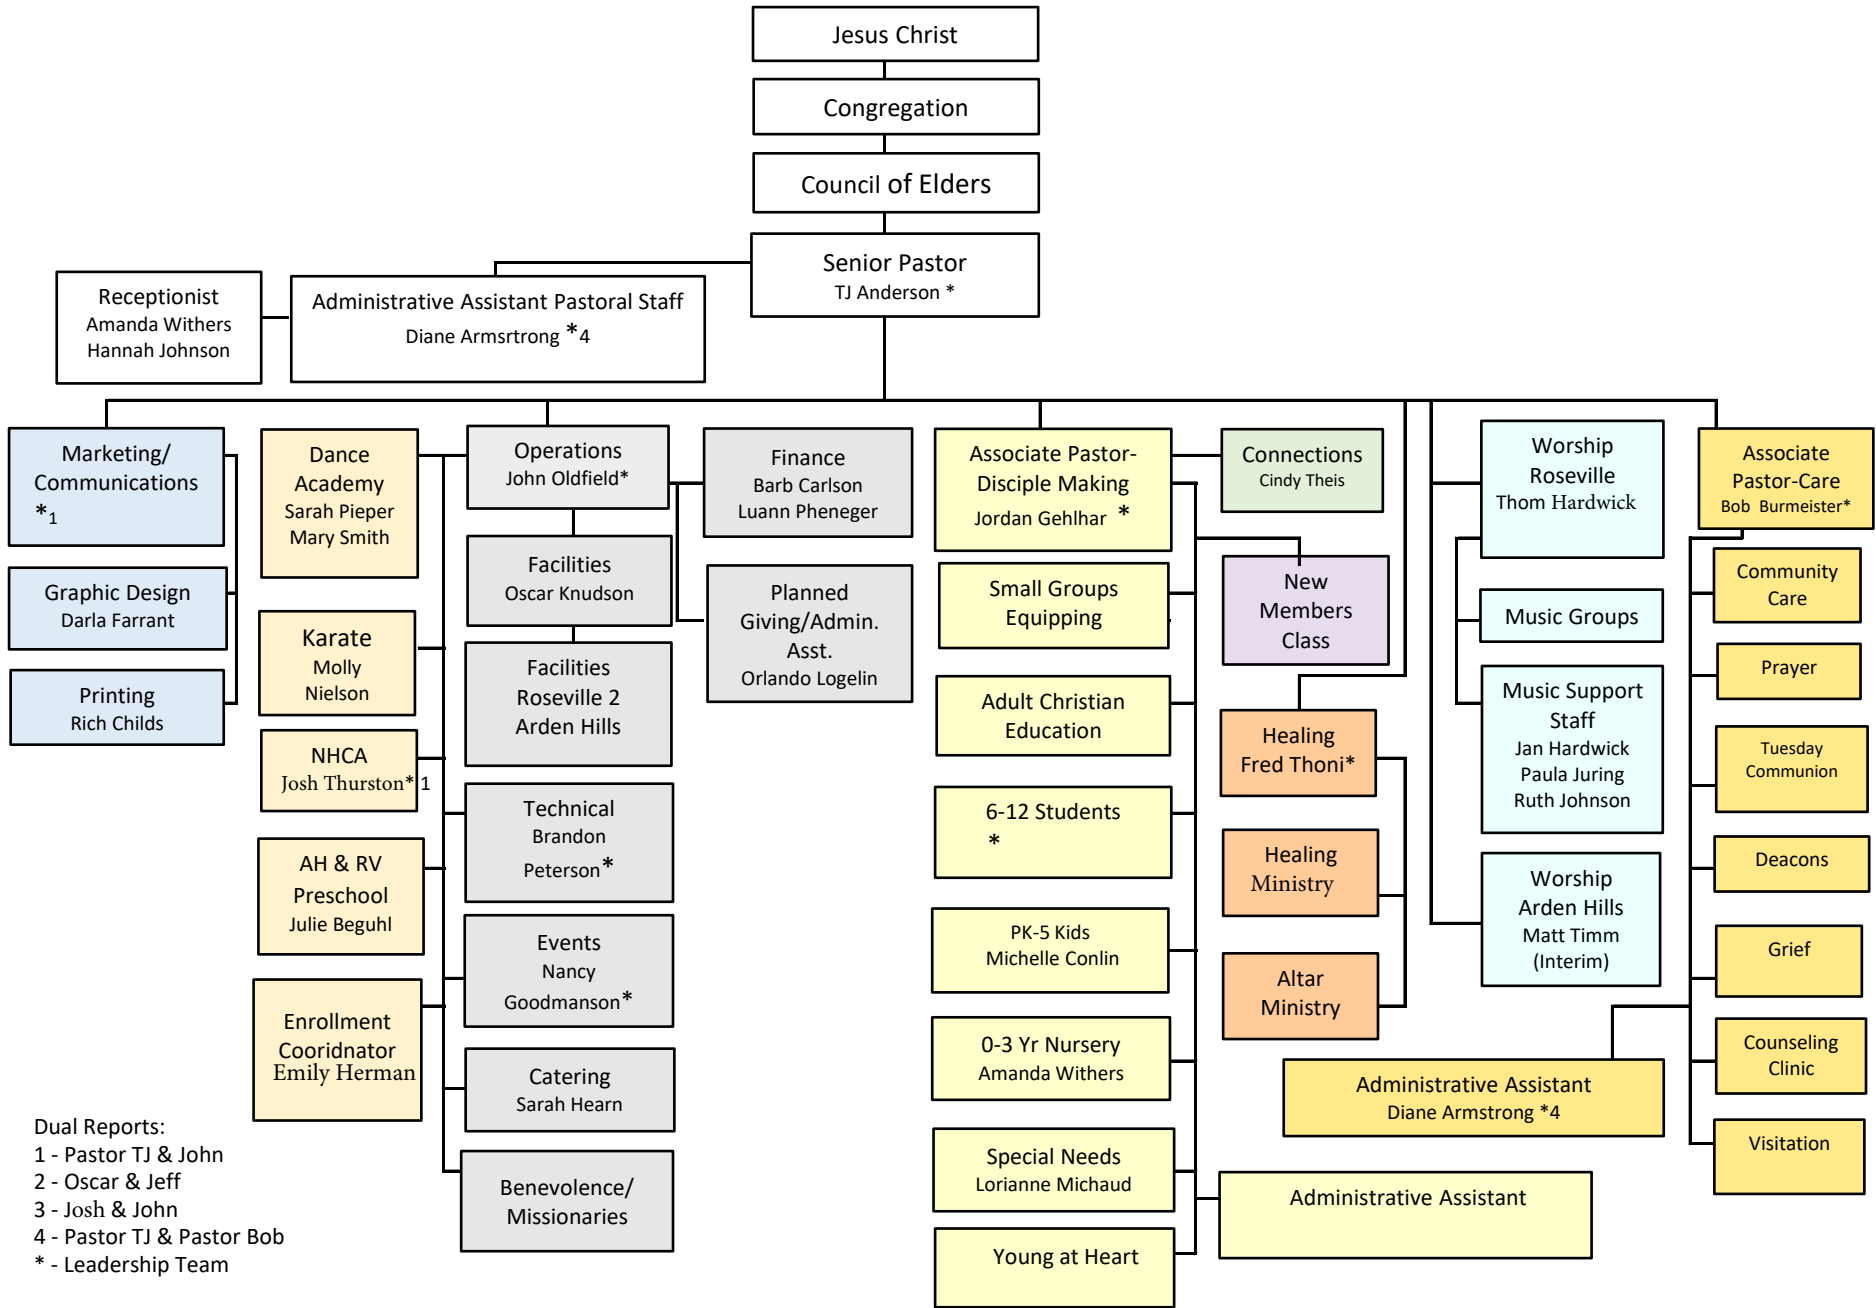 Jesus Christ
Congregation
Council of Elders
Senior Pastor
TJ Anderson *
Receptionist
Amanda Withers
Hannah Johnson
Administrative Assistant Pastoral Staff
Diane Armsrtrong *4
Marketing/
Communications
*1
Graphic Design
Darla Farrant
Printing
Rich Childs
Dance
Academy
Sarah Pieper
Mary Smith
Karate
Molly
Nielson
NHCA
Josh Thurston* 1
AH & RV
Preschool
Julie Beguhl
Enrollment
Cooridnator
Emily Herman
Operations
John Oldfield*
Facilities
Oscar Knudson
Facilities
Roseville 2
Arden Hills
Technical
Brandon
Peterson*
Events
Nancy
Goodmanson*
Catering
Sarah Hearn
Benevolence/
Missionaries
Finance
Barb Carlson
Luann Pheneger
Planned
Giving/Admin.
Asst.
Orlando Logelin
Associate Pastor-
Disciple Making
Jordan Gehlhar *
Small Groups
Equipping
Adult Christian
Education
6-12 Students
*
PK-5 Kids
Michelle Conlin
0-3 Yr Nursery
Amanda Withers
Special Needs
Lorianne Michaud
Young at Heart
Connections
Cindy Theis
New
Members
Class
Healing
Fred Thoni*
Healing
Ministry
Altar
Ministry
Administrative Assistant
Worship
Roseville
Thom Hardwick
Music Groups
Music Support
Staff
Jan Hardwick
Paula Juring
Ruth Johnson
Worship
Arden Hills
Matt Timm
(Interim)
Administrative Assistant
Diane Armstrong *4
Associate
Pastor-Care
Bob Burmeister*
Community
Care
Prayer
Tuesday
Communion
Deacons
Grief
Counseling
Clinic
Visitation
Dual Reports:
1 - Pastor TJ & John
2 - Oscar & Jeff
3 - Josh & John
4 - Pastor TJ & Pastor Bob
* - Leadership Team